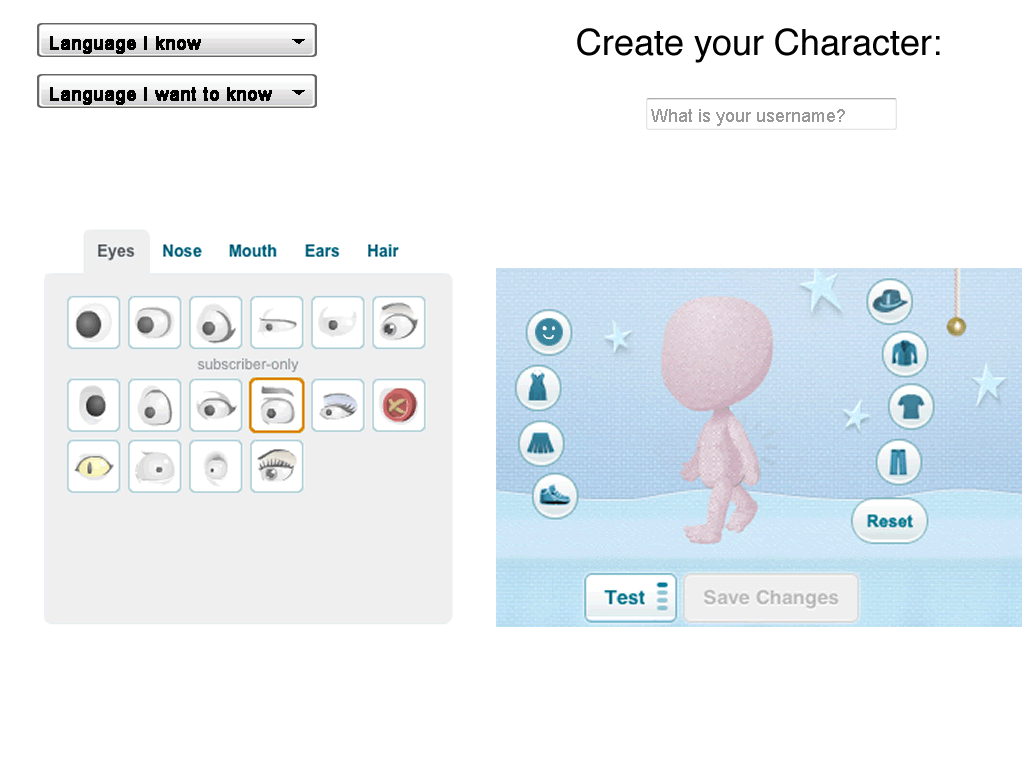 Language I know
Language I want to know
Create your Character:
What is your username?
Eyes
Nose
Mouth
Ears
Hair
subscriber-only
Reset
Test
Save Changes